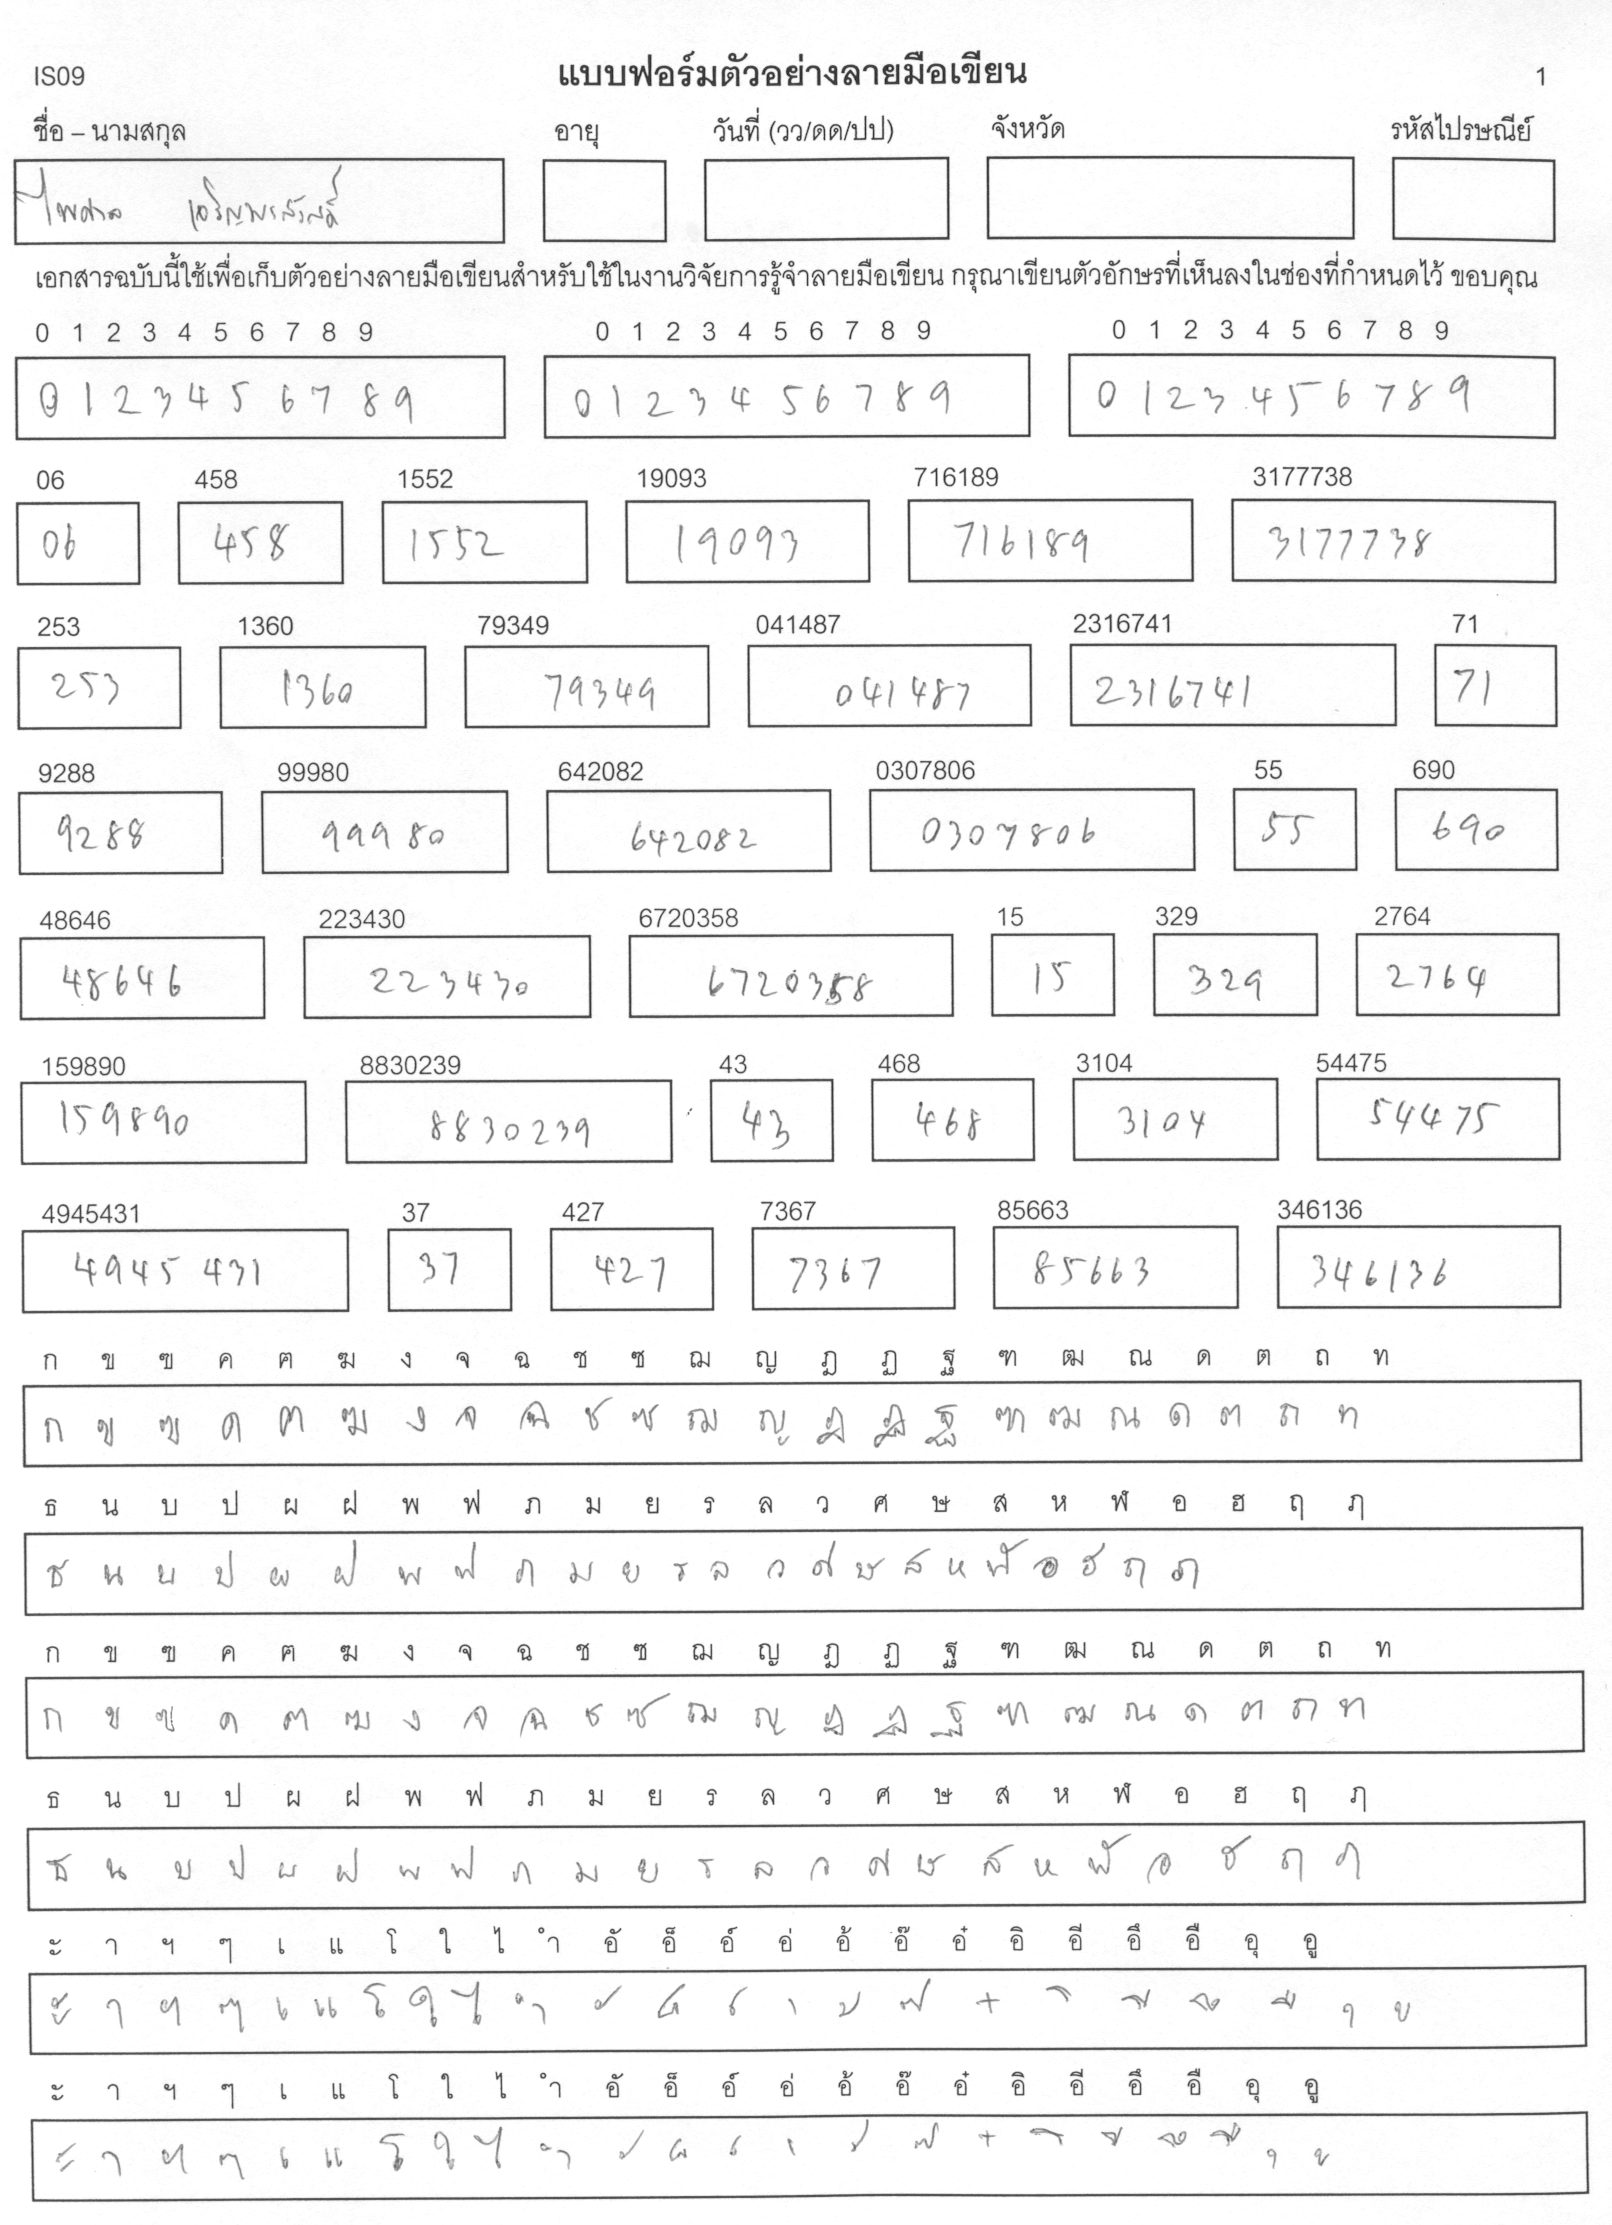 IS09 แบบฟอร์มตัวอย่างลายมือเขียน 1
ชื่อ – นามสกุล อายุ วันที่ (วว/ดด/ปป) จังหวัด รหัสไปรษณีย์
ไพศาล
เอกสารฉบับนี้ใช้เพื่อเก็บตัวอย่างลายมือเขียนสำหรับใช้ในงานวิจัยการรู้จำลายมือเขียน กรุณาเขียนตัวอักษรที่เห็นลงในช่องที่กำหนดไว้ ขอบคุณ
0 1 2 3 4 5 6 7 8 9 0 1 2 3 4 5 6 7 8 9 0 1 2 3 4 5 6 7 8 9
0 1 2 3 4 5 6 7 8 9 0 1 2 3 4 5 6 7 8 9 0 1 2 3 4 5 6 7 8 9
06 458 1552 19093 716189 3177738
06 458 1552 19093 716189 3177738
253 1360 79349 041487 2316741 71
253 1360 79349 041487 2316741 71
9288 99980 642082 0307806 55 690
9288 99980 642082 0307806 55 690
48646 223430 6720358 15 329 2764
48646 223430 6720358 15 329 2764
159890 8830239 43 468 3104 54475
159890 8830239 43 468 3104 54475
4945431 37 427 7367 85663 346136
4945431 37 427 7367 85663 346136
ก ข ฃ ค ฅ ฆ ง จ ฉ ช ซ ฌ ญ ฎ ฏ ฐ ฑ ฒ ณ ด ต ถ ท
ก ข ฃ ค ฅ ฆ ง จ ฉ ช ซ ฌ ญ ฎ ฏ ฐ ฑ ฒ ณ ด ต ถ ท
ธ น บ ป ผ ฝ พ ฟ ภ ม ย ร ล ว ศ ษ ส ห ฬ อ ฮ ฤ ฦ
ธ น บ ป ผ ฝ พ ฟ ภ ม ย ร ล ว ศ ษ ส ห ฬ อ ฮ ฤ ฦ
ก ข ฃ ค ฅ ฆ ง จ ฉ ช ซ ฌ ญ ฎ ฏ ฐ ฑ ฒ ณ ด ต ถ ท
ก ข ฃ ค ฅ ฆ ง จ ฉ ช ซ ฌ ญ ฎ ฏ ฐ ฑ ฒ ณ ด ต ถ ท
ธ น บ ป ผ ฝ พ ฟ ภ ม ย ร ล ว ศ ษ ส ห ฬ อ ฮ ฤ ฦ
ธ น บ ป ผ ฝ พ ฟ ภ ม ย ร ล ว ศ ษ ส ห ฬ อ ฮ ฤ ฦ
ะ า ฯ ๆ เ แ โ ใ ไ ำ อั อ็ อ์ อ่ อ้ อ๊ อ๋ อิ อี อึ อื อุ อู
ะ า ฯ ๆ เ แ โ ใ ไ ำ ั ็ ์ ่ ้ ๊ ๋ ิ ี ึ ื ุ ู
ะ า ฯ ๆ เ แ โ ใ ไ ำ อั อ็ อ์ อ่ อ้ อ๊ อ๋ อิ อี อึ อื อุ อู
ะ า ฯ ๆ เ แ โ ใ ไ ำ ั ็ ์ ่ ้ ๊ ๋ ิ ี ึ ื ุ ู